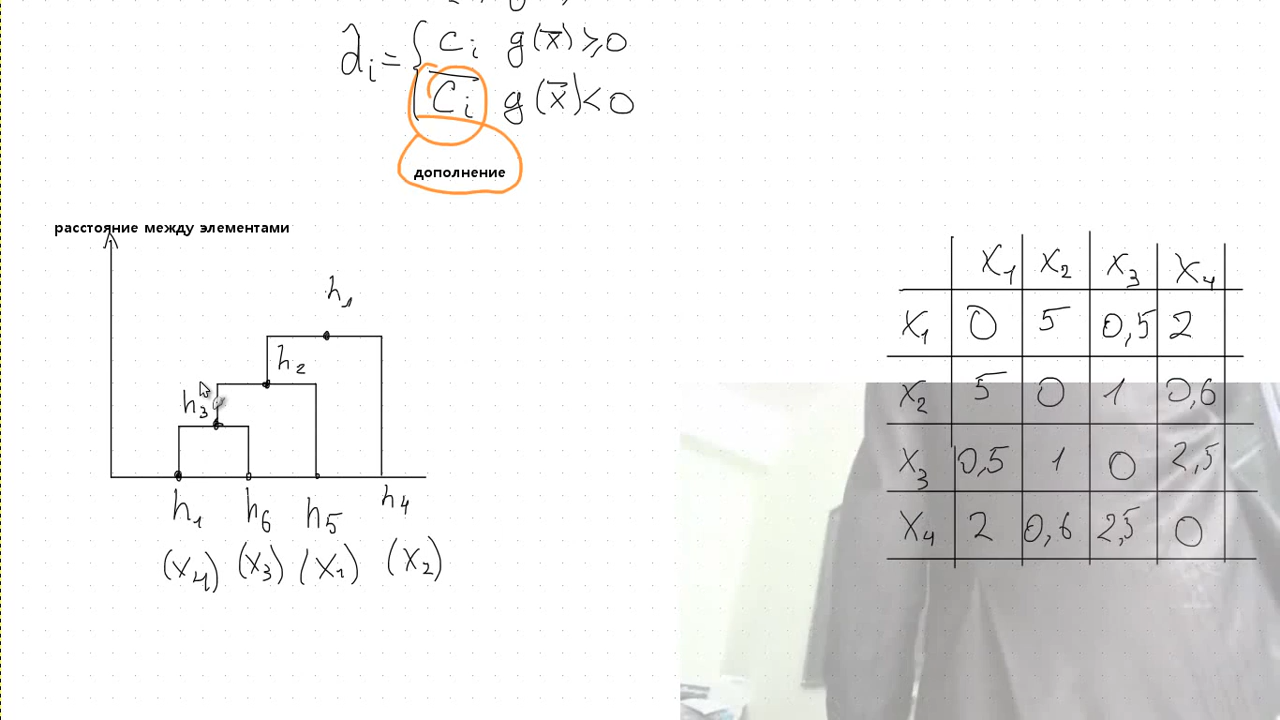 ∂̂ᵢ = { Cᵢ g(x̅) ⩾ 0
C̅ᵢ g(x̅) < 0
дополнение
расстояние между элементами
h₁
h₂
h₃
h₁ h₆ h₅ h₄
(X₄) (X₃) (X₁) (X₂)
X₁ X₂ X₃ X₄
X₁ 0 5 0,5 2
X₂ 5 0 1 0,6
X₃ 0,5 1 0 2,5
X₄ 2 0,6 2,5 0